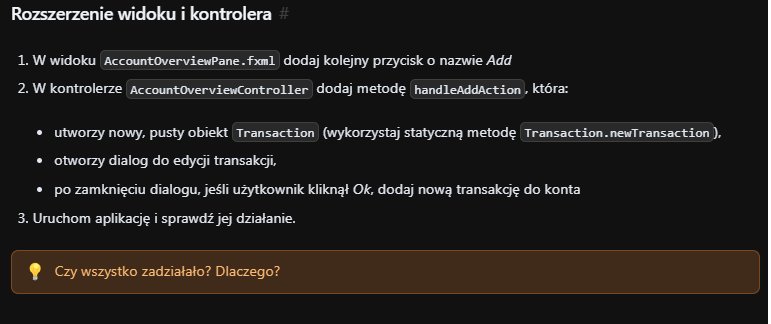 Rozszerzenie widoku i kontrolera #
1. W widoku AccountOverviewPane.fxml dodaj kolejny przycisk o nazwie Add
2. W kontrolerze AccountOverviewController dodaj metodę handleAddAction, która:
• utworzy nowy, pusty obiekt Transaction (wykorzystaj statyczną metodę Transaction.newTransaction),
• otworzy dialog do edycji transakcji,
• po zamknięciu dialogu, jeśli użytkownik kliknął Ok, dodaj nową transakcję do konta
3. Uruchom aplikację i sprawdź jej działanie.
💡 Czy wszystko zadziałało? Dlaczego?